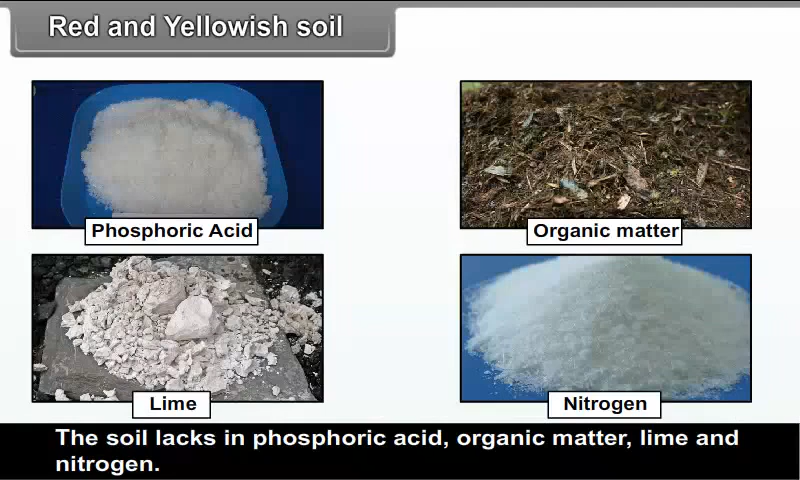 Red and Yellowish soil
Phosphoric Acid
Organic matter
Lime
Nitrogen
The soil lacks in phosphoric acid, organic matter, lime and
nitrogen.